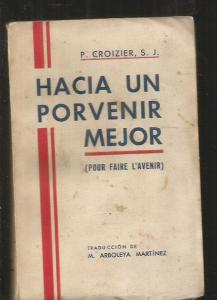 P. CROIZIER, S. J.
HACIA UN
PORVENIR
MEJOR
(POUR FAIRE L'AVENIR)
TRADUCCIÓN DE
M. ARBOLEYA MARTÍNEZ